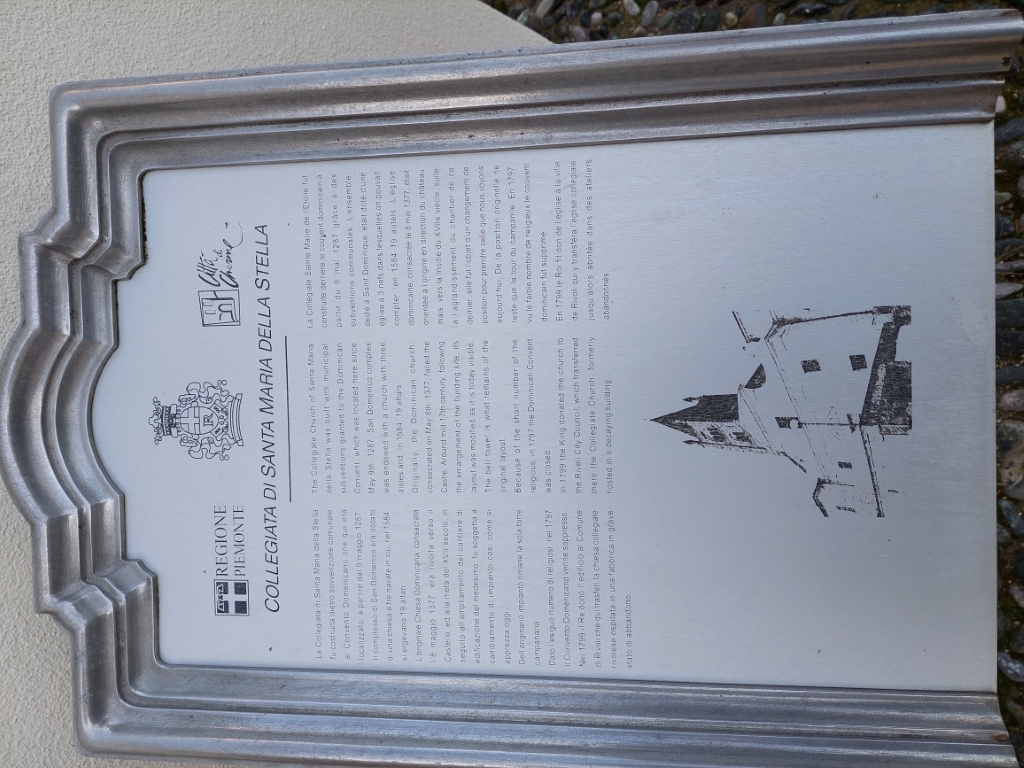 REGIONE
PIEMONTE
Città di
COLLEGIATA DI SANTA MARIA DELLA STELLA
La Collegiata di Santa Maria della Stella
fu costruita dietro sovvenzione comunale
al Convento Domenicano che qui era
localizzato, a partire dal 9 maggio 1287
Il complesso di San Domenico era dotato
di una chiesa a tre navate in cui, nel 1584
si ergevano 19 altari
L'originale Chiesa Dominicana, consacrata
il 8 maggio 1377 era rivolta verso il
Castello, ed alla metà del XVII secolo, in
seguito all'ampliamento del cantiere di
edificazione del medesimo, fu soggetta a
cambiamento di impianto così come si
apprezza oggi
Dell'originario impianto rimane la sola torre
campanaria
Dato l'esiguo numero di religiosi, nel 1797
il Convento Domenicano venne soppresso
Nel 1799 il Re donò l'edificio al Comune
di Rivoli che qui trasferì la chiesa collegiale
rivolese ospitata in una fabbrica in grave
stato di abbandono.
The Collegiate Church of Santa Maria
della Stella was built with municipal
subventions granted to the Dominican
Convent which was located here since
May 9th 1287 San Domenico complex
was endowed with a church with three
aisles and, in 1584, 19 altars
Originally, the Dominican church
consecrated on May 8th 1377, faced the
Castle Around mid 17th century following
the enlargement of the building site its
layout was modified as it is today visible.
The bell tower is what remains of the
original layout
Because of the short number of the
religious, in 1797 the Dominican Convent
was closed
In 1799 the King donated the church to
the Rivoli City Council, which transferred
there the Collegiate Church formerly
hosted in a decaying building
La Collégiale Sainte Marie de l'Etoile fut
construite derrière le couvent dominicain à
partir du 9 mai 1287 grâce à des
subventions communales. L'ensemble,
dédié à Saint Dominique, était doté d'une
église à 3 nefs dans lesquelles on pouvait
compter, en 1584 19 autels L'église
dominicaine, consacrée le 8 mai 1377 était
orientée à l'origine en direction du château
mais, vers la moitié du XVIIe siècle, suite
à l'agrandissement du chantier de ce
dernier, elle fut l'objet d'un changement de
position pour prendre celle que nous voyons
aujourd'hui. De la position originelle ne
reste que la tour du campanile. En 1797,
vu le faible nombre de religieux le couvent
dominicain fut supprimé
En 1799 le Roi fit don de l'église à la ville
de Rivoli qui y transféra l'église collégiale
jusqu'alors abritée dans des ateliers
abandonnés